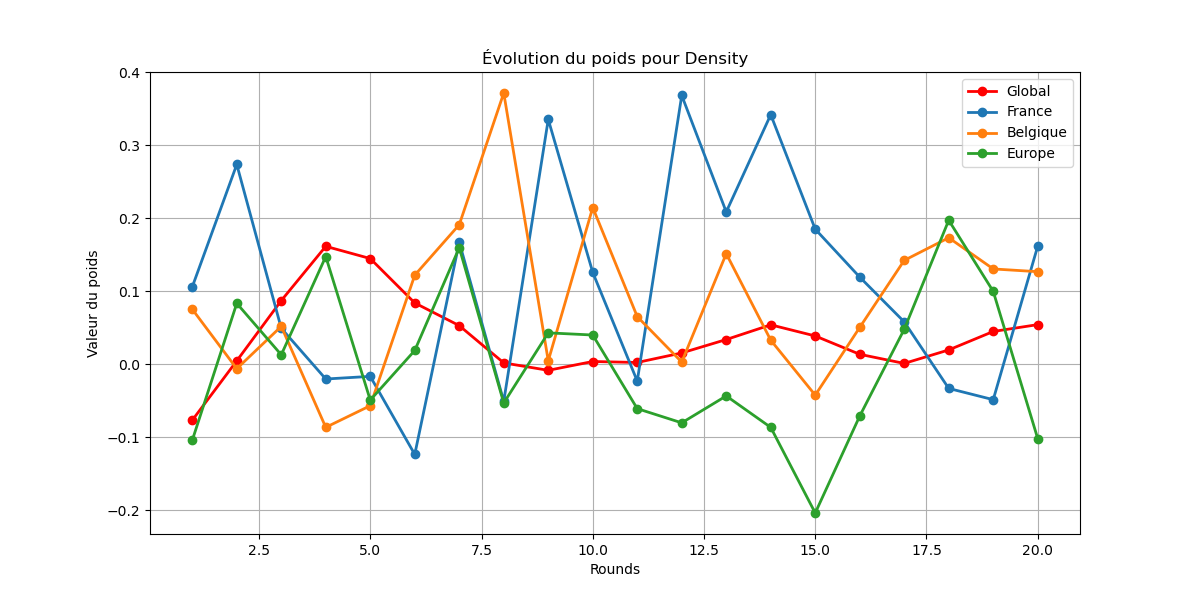 Évolution du poids pour Density
Valeur du poids
0.4
0.3
0.2
0.1
0.0
−0.1
−0.2
2.5
5.0
7.5
10.0
12.5
15.0
17.5
20.0
Rounds
Global
France
Belgique
Europe